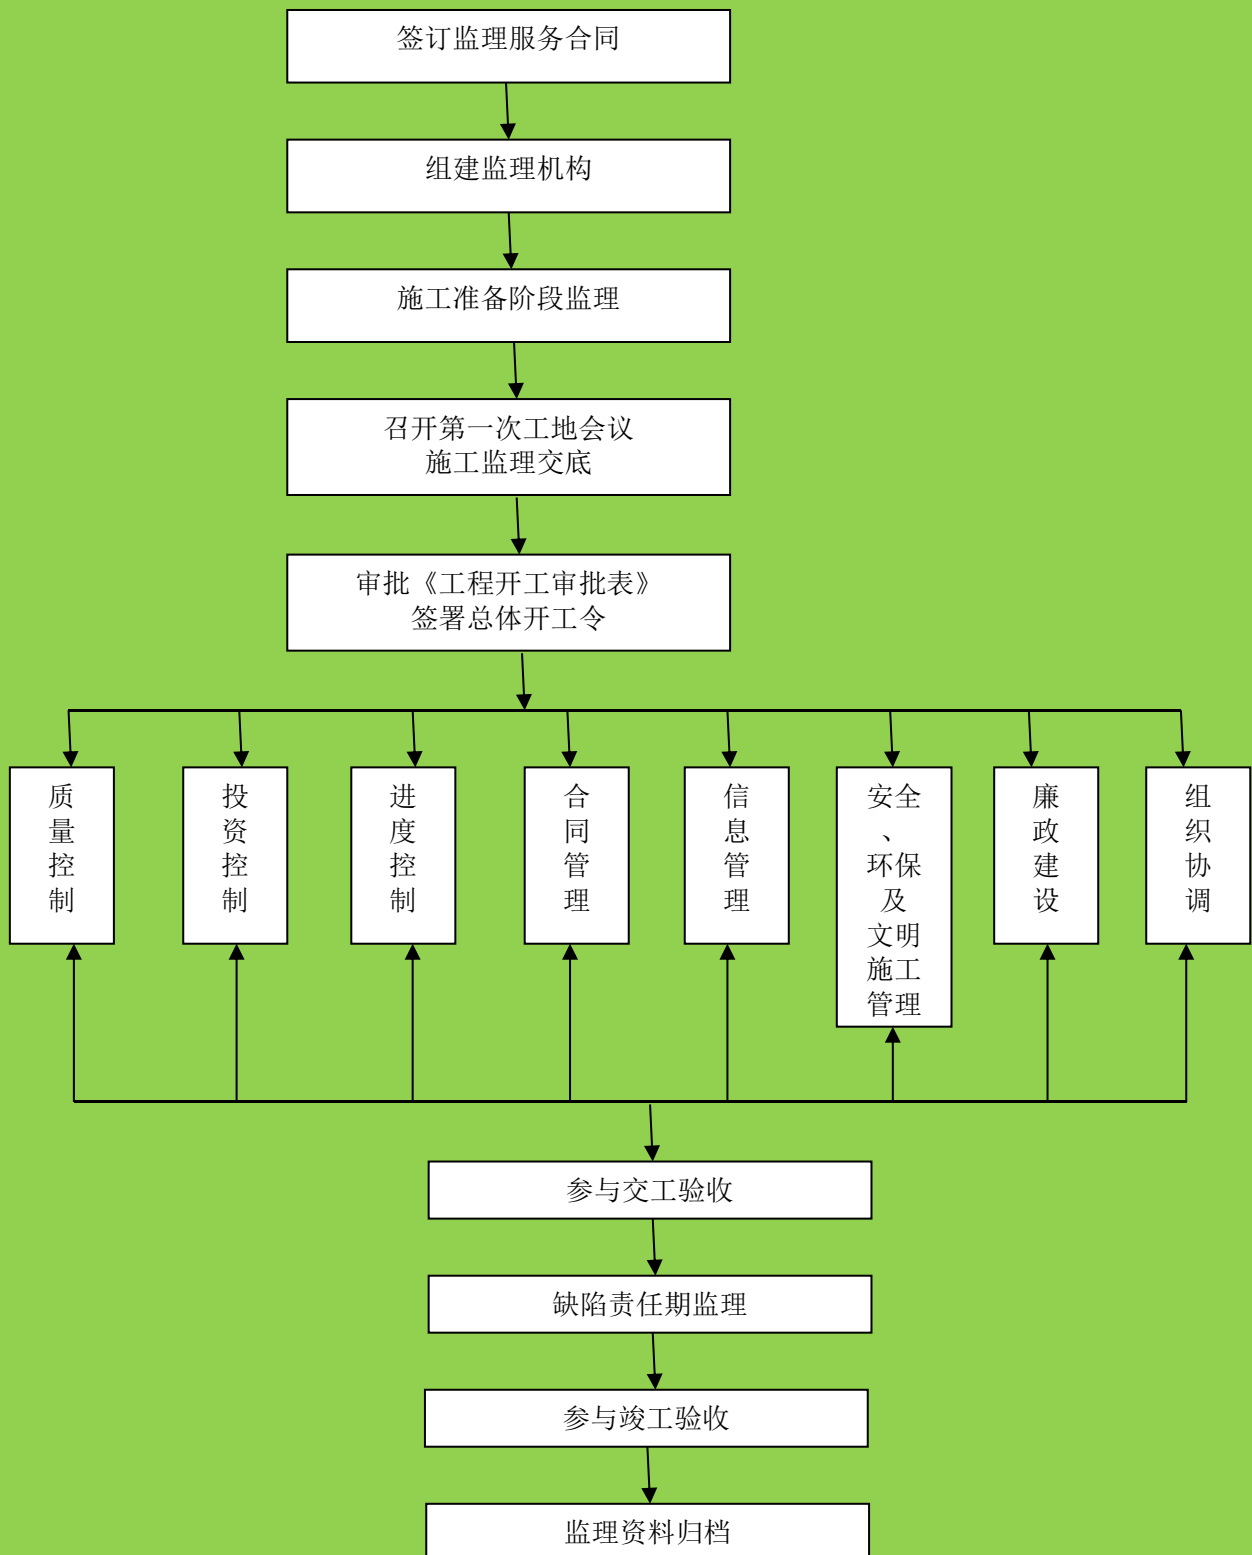 签订监理服务合同
组建监理机构
施工准备阶段监理
召开第一次工地会议
施工监理交底
审批《工程开工审批表》
签署总体开工令
质量控制
投资控制
进度控制
合同管理
信息管理
安全
、
环保
及
文明
施工
管理
廉政建设
组织协调
参与交工验收
缺陷责任期监理
参与竣工验收
监理资料归档